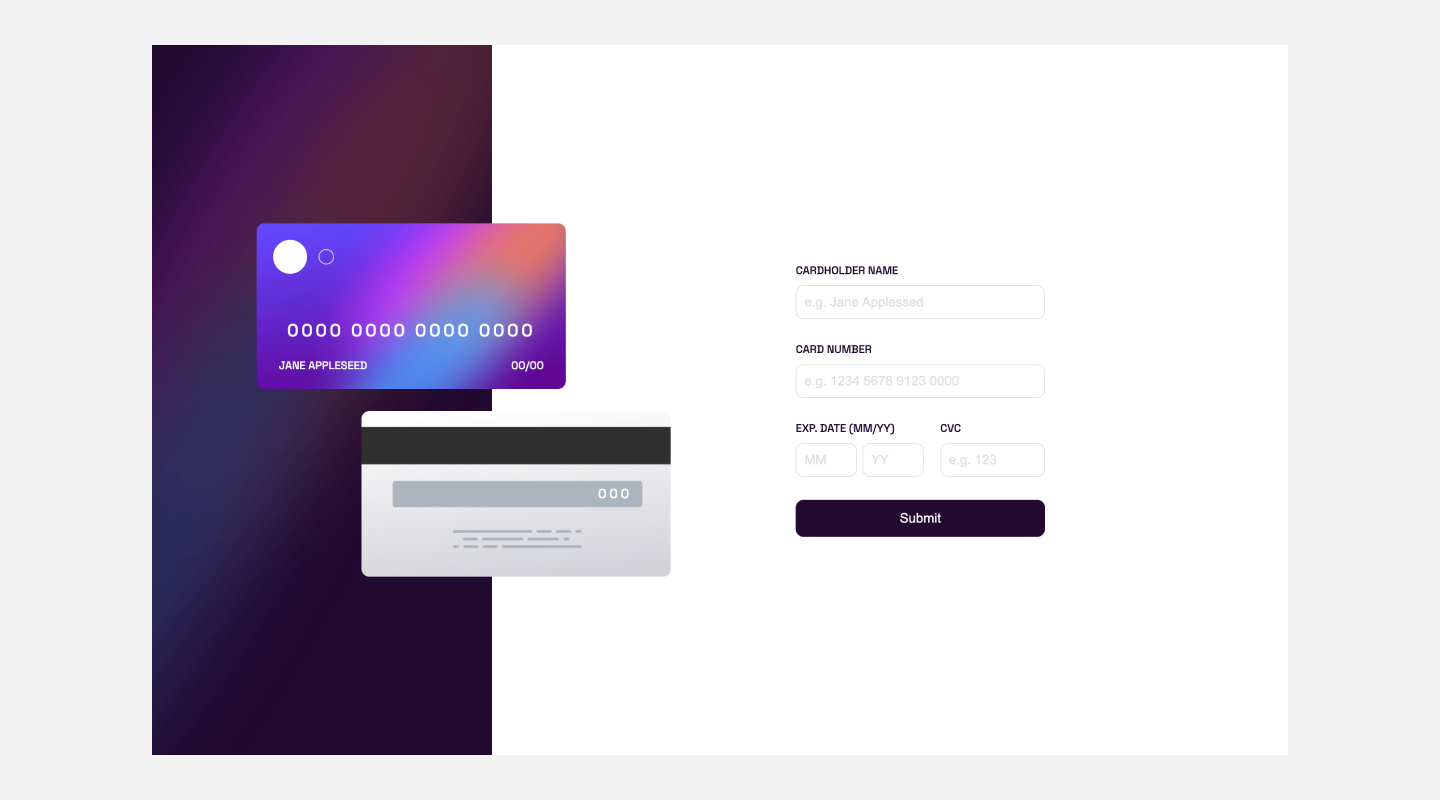 0000 0000 0000 0000
JANE APPLESEED 00/00
000
CARDHOLDER NAME
e.g. Jane Applessed
CARD NUMBER
e.g. 1234 5678 9123 0000
EXP. DATE (MM/YY) CVC
MM YY e.g. 123
Submit